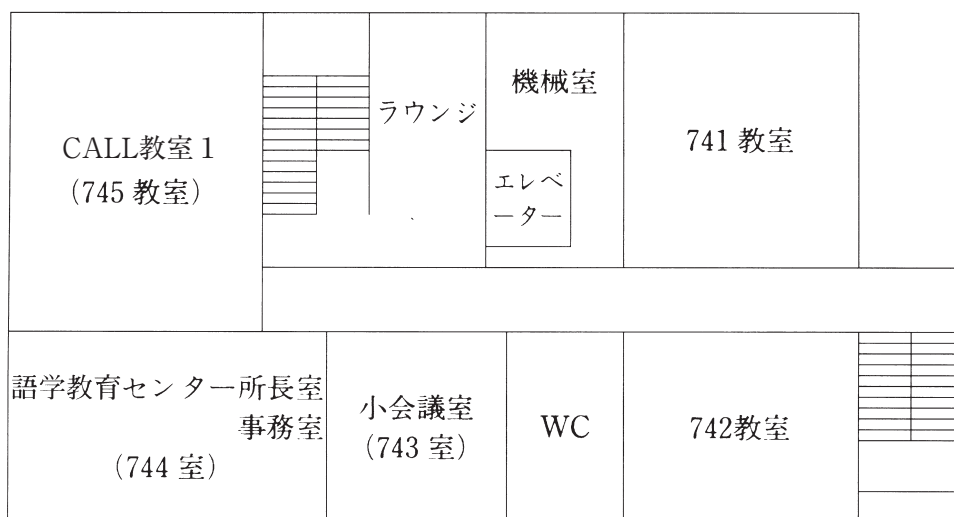 CALL教室1
(745 教室)
ラウンジ
機械室
エレベ
ーター
741 教室
語学教育センター所長室
事務室
(744 室)
小会議室
(743 室)
WC
742教室